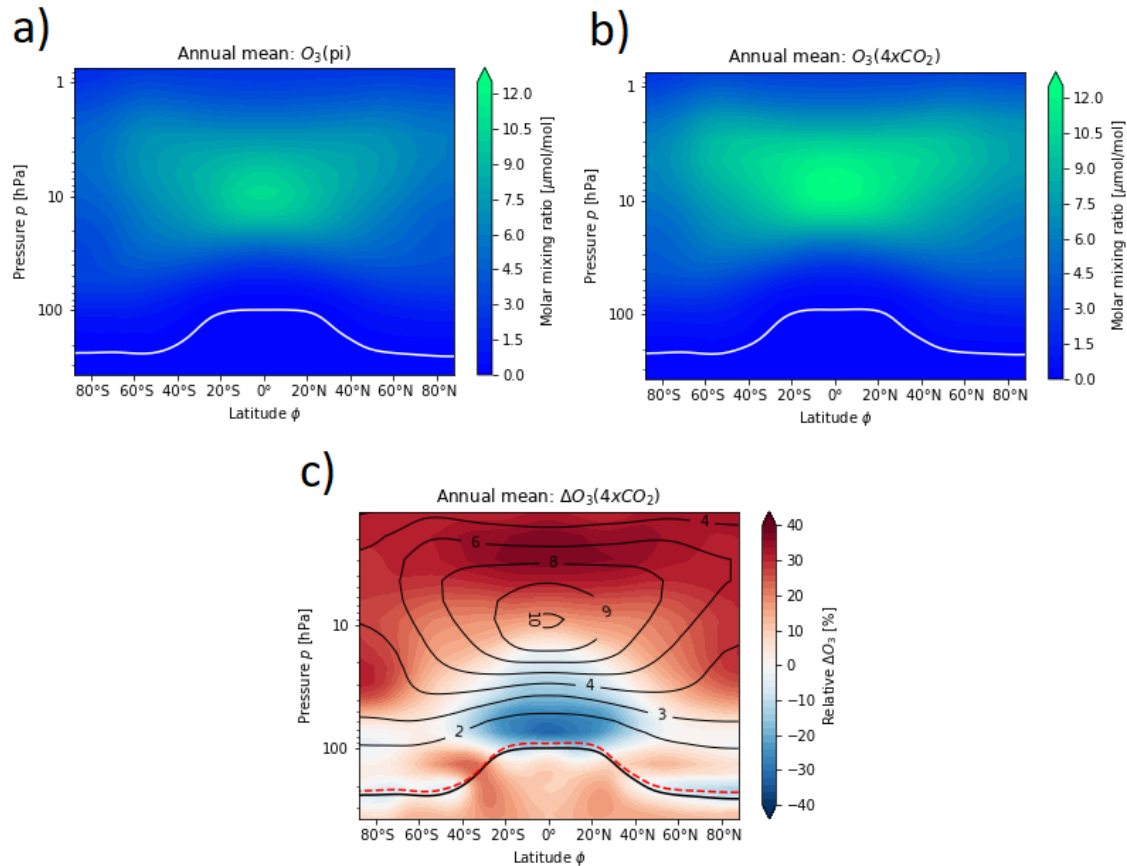 a)
Annual mean: O₃(pi)
1
10
100
Pressure p [hPa]
80°S 60°S 40°S 20°S 0° 20°N 40°N 60°N 80°N
Latitude ϕ
12.0
10.5
9.0
7.5
6.0
4.5
3.0
1.5
0.0
Molar mixing ratio [μmol/mol]
b)
Annual mean: O₃(4xCO₂)
1
10
100
Pressure p [hPa]
80°S 60°S 40°S 20°S 0° 20°N 40°N 60°N 80°N
Latitude ϕ
12.0
10.5
9.0
7.5
6.0
4.5
3.0
1.5
0.0
Molar mixing ratio [μmol/mol]
c)
Annual mean: ΔO₃(4xCO₂)
10
100
Pressure p [hPa]
4
6
8
10
9
4
3
2
80°S 60°S 40°S 20°S 0° 20°N 40°N 60°N 80°N
Latitude ϕ
40
30
20
10
0
−10
−20
−30
−40
Relative ΔO₃ [%]